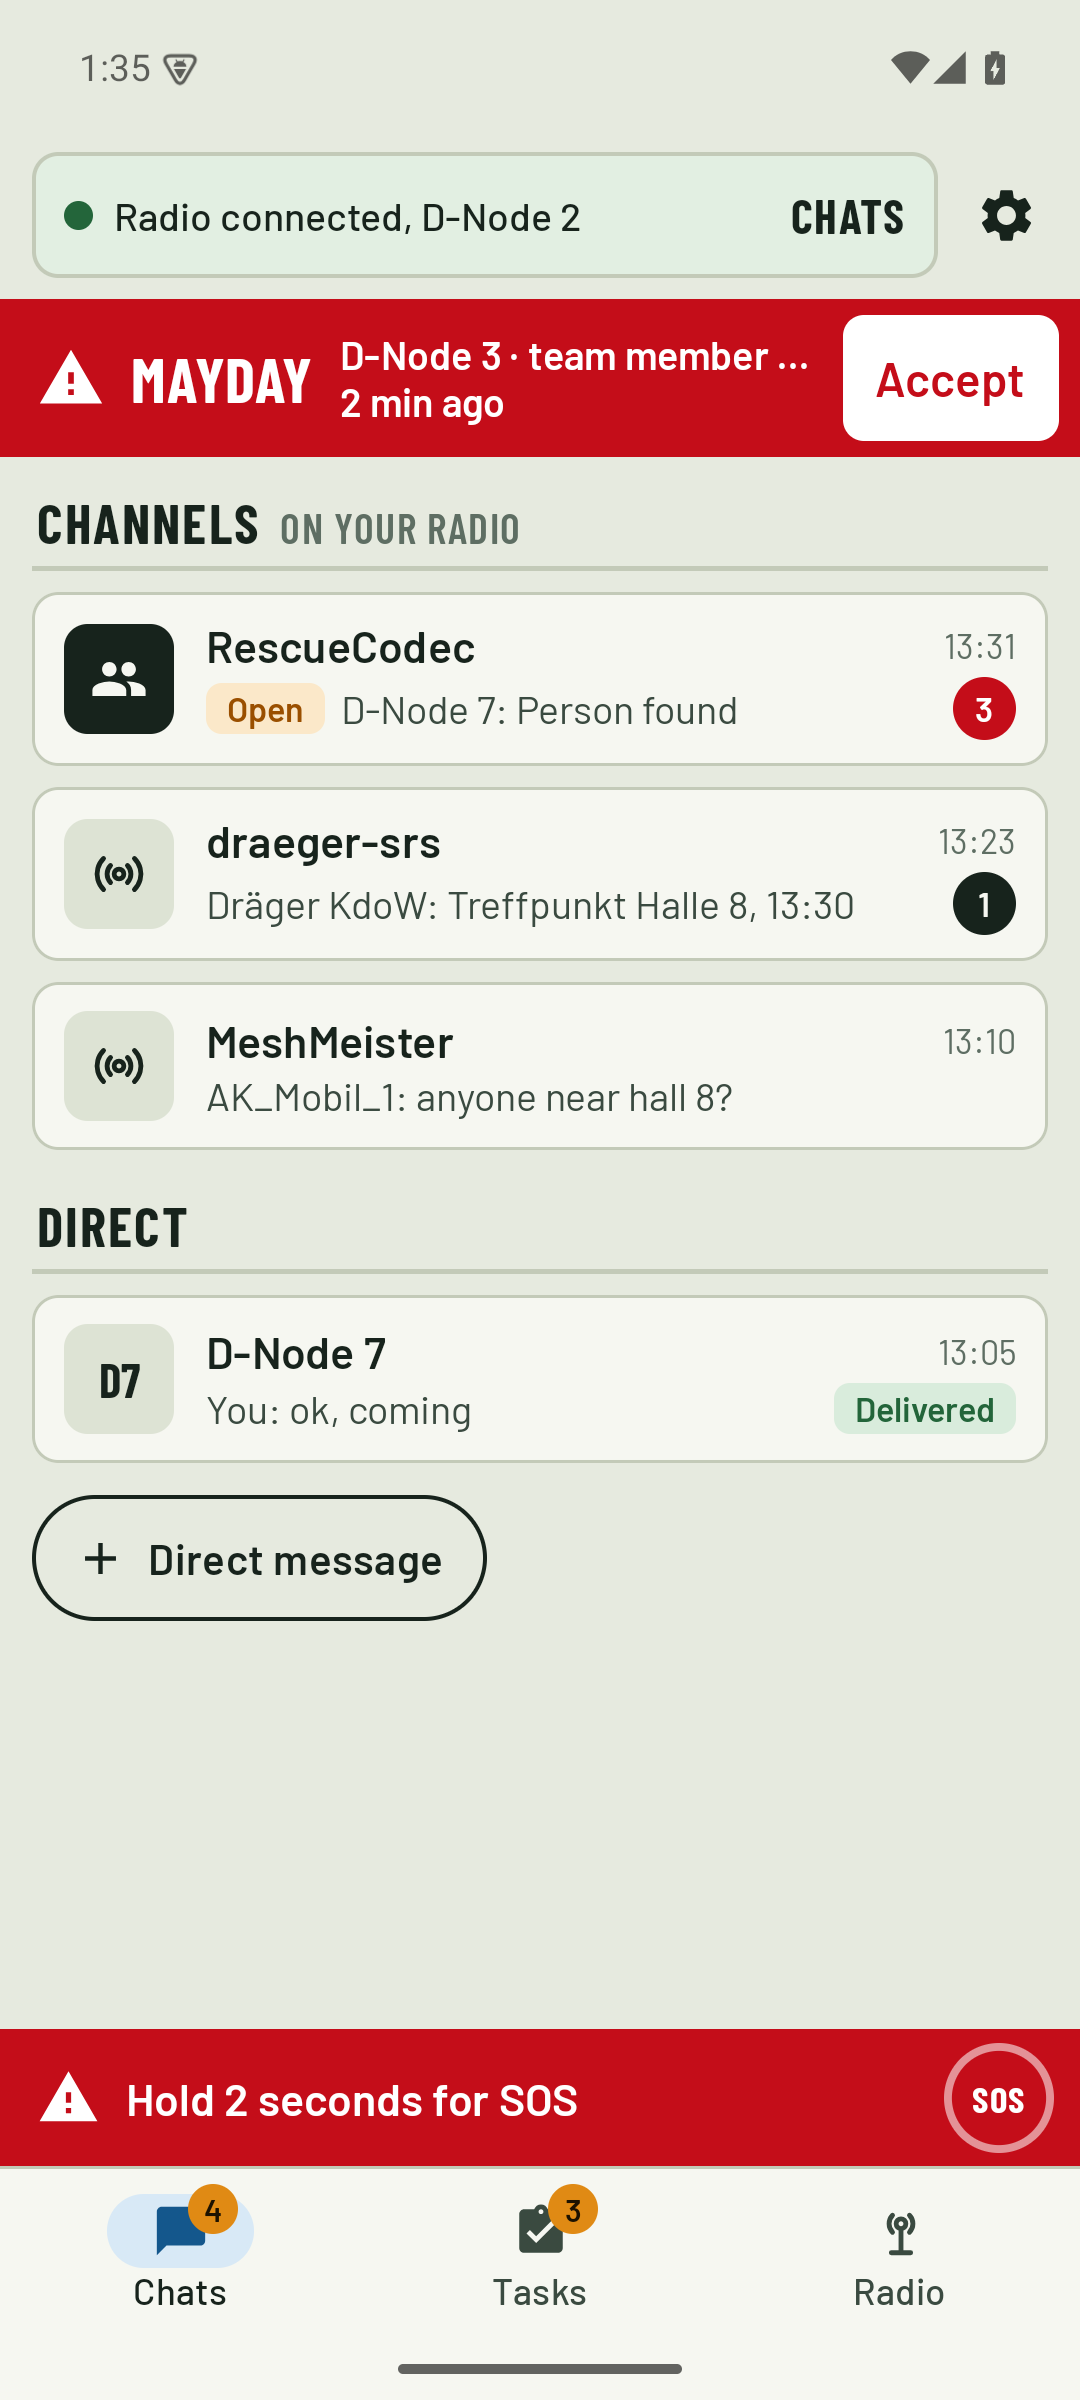 1:35
Radio connected, D-Node 2
CHATS
MAYDAY
D-Node 3 · team member ...
2 min ago
Accept
CHANNELS ON YOUR RADIO
RescueCodec
13:31
Open
D-Node 7: Person found
3
draeger-srs
13:23
Dräger KdoW: Treffpunkt Halle 8, 13:30
1
MeshMeister
13:10
AK_Mobil_1: anyone near hall 8?
DIRECT
D7
D-Node 7
13:05
You: ok, coming
Delivered
+ Direct message
Hold 2 seconds for SOS
SOS
4
3
Chats
Tasks
Radio